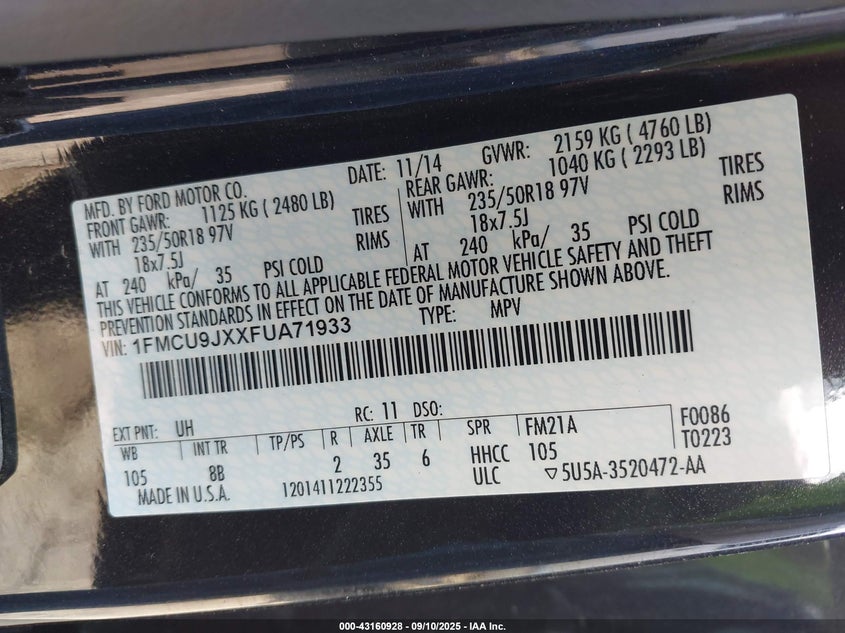 MFD. BY FORD MOTOR CO.
DATE: 11/14 GVWR: 2159 KG ( 4760 LB)
FRONT GAWR: 1125 KG ( 2480 LB) REAR GAWR: 1040 KG ( 2293 LB)
WITH 235/50R18 97V TIRES WITH 235/50R18 97V TIRES
18x7.5J RIMS 18x7.5J RIMS
AT 240 kPa/ 35 PSI COLD AT 240 kPa/ 35 PSI COLD
THIS VEHICLE CONFORMS TO ALL APPLICABLE FEDERAL MOTOR VEHICLE SAFETY AND THEFT
PREVENTION STANDARDS IN EFFECT ON THE DATE OF MANUFACTURE SHOWN ABOVE.
VIN: 1FMCU9JXXFUA71933 TYPE: MPV
EXT PNT: UH RC: 11 DSO:
WB INT TR TP/PS R AXLE TR SPR FM21A F0086
105 8B 2 35 6 HHCC 105 T0223
MADE IN U.S.A. 1201411222355 ULC ▽5U5A-3520472-AA
000-43160928 - 09/10/2025 - IAA Inc.